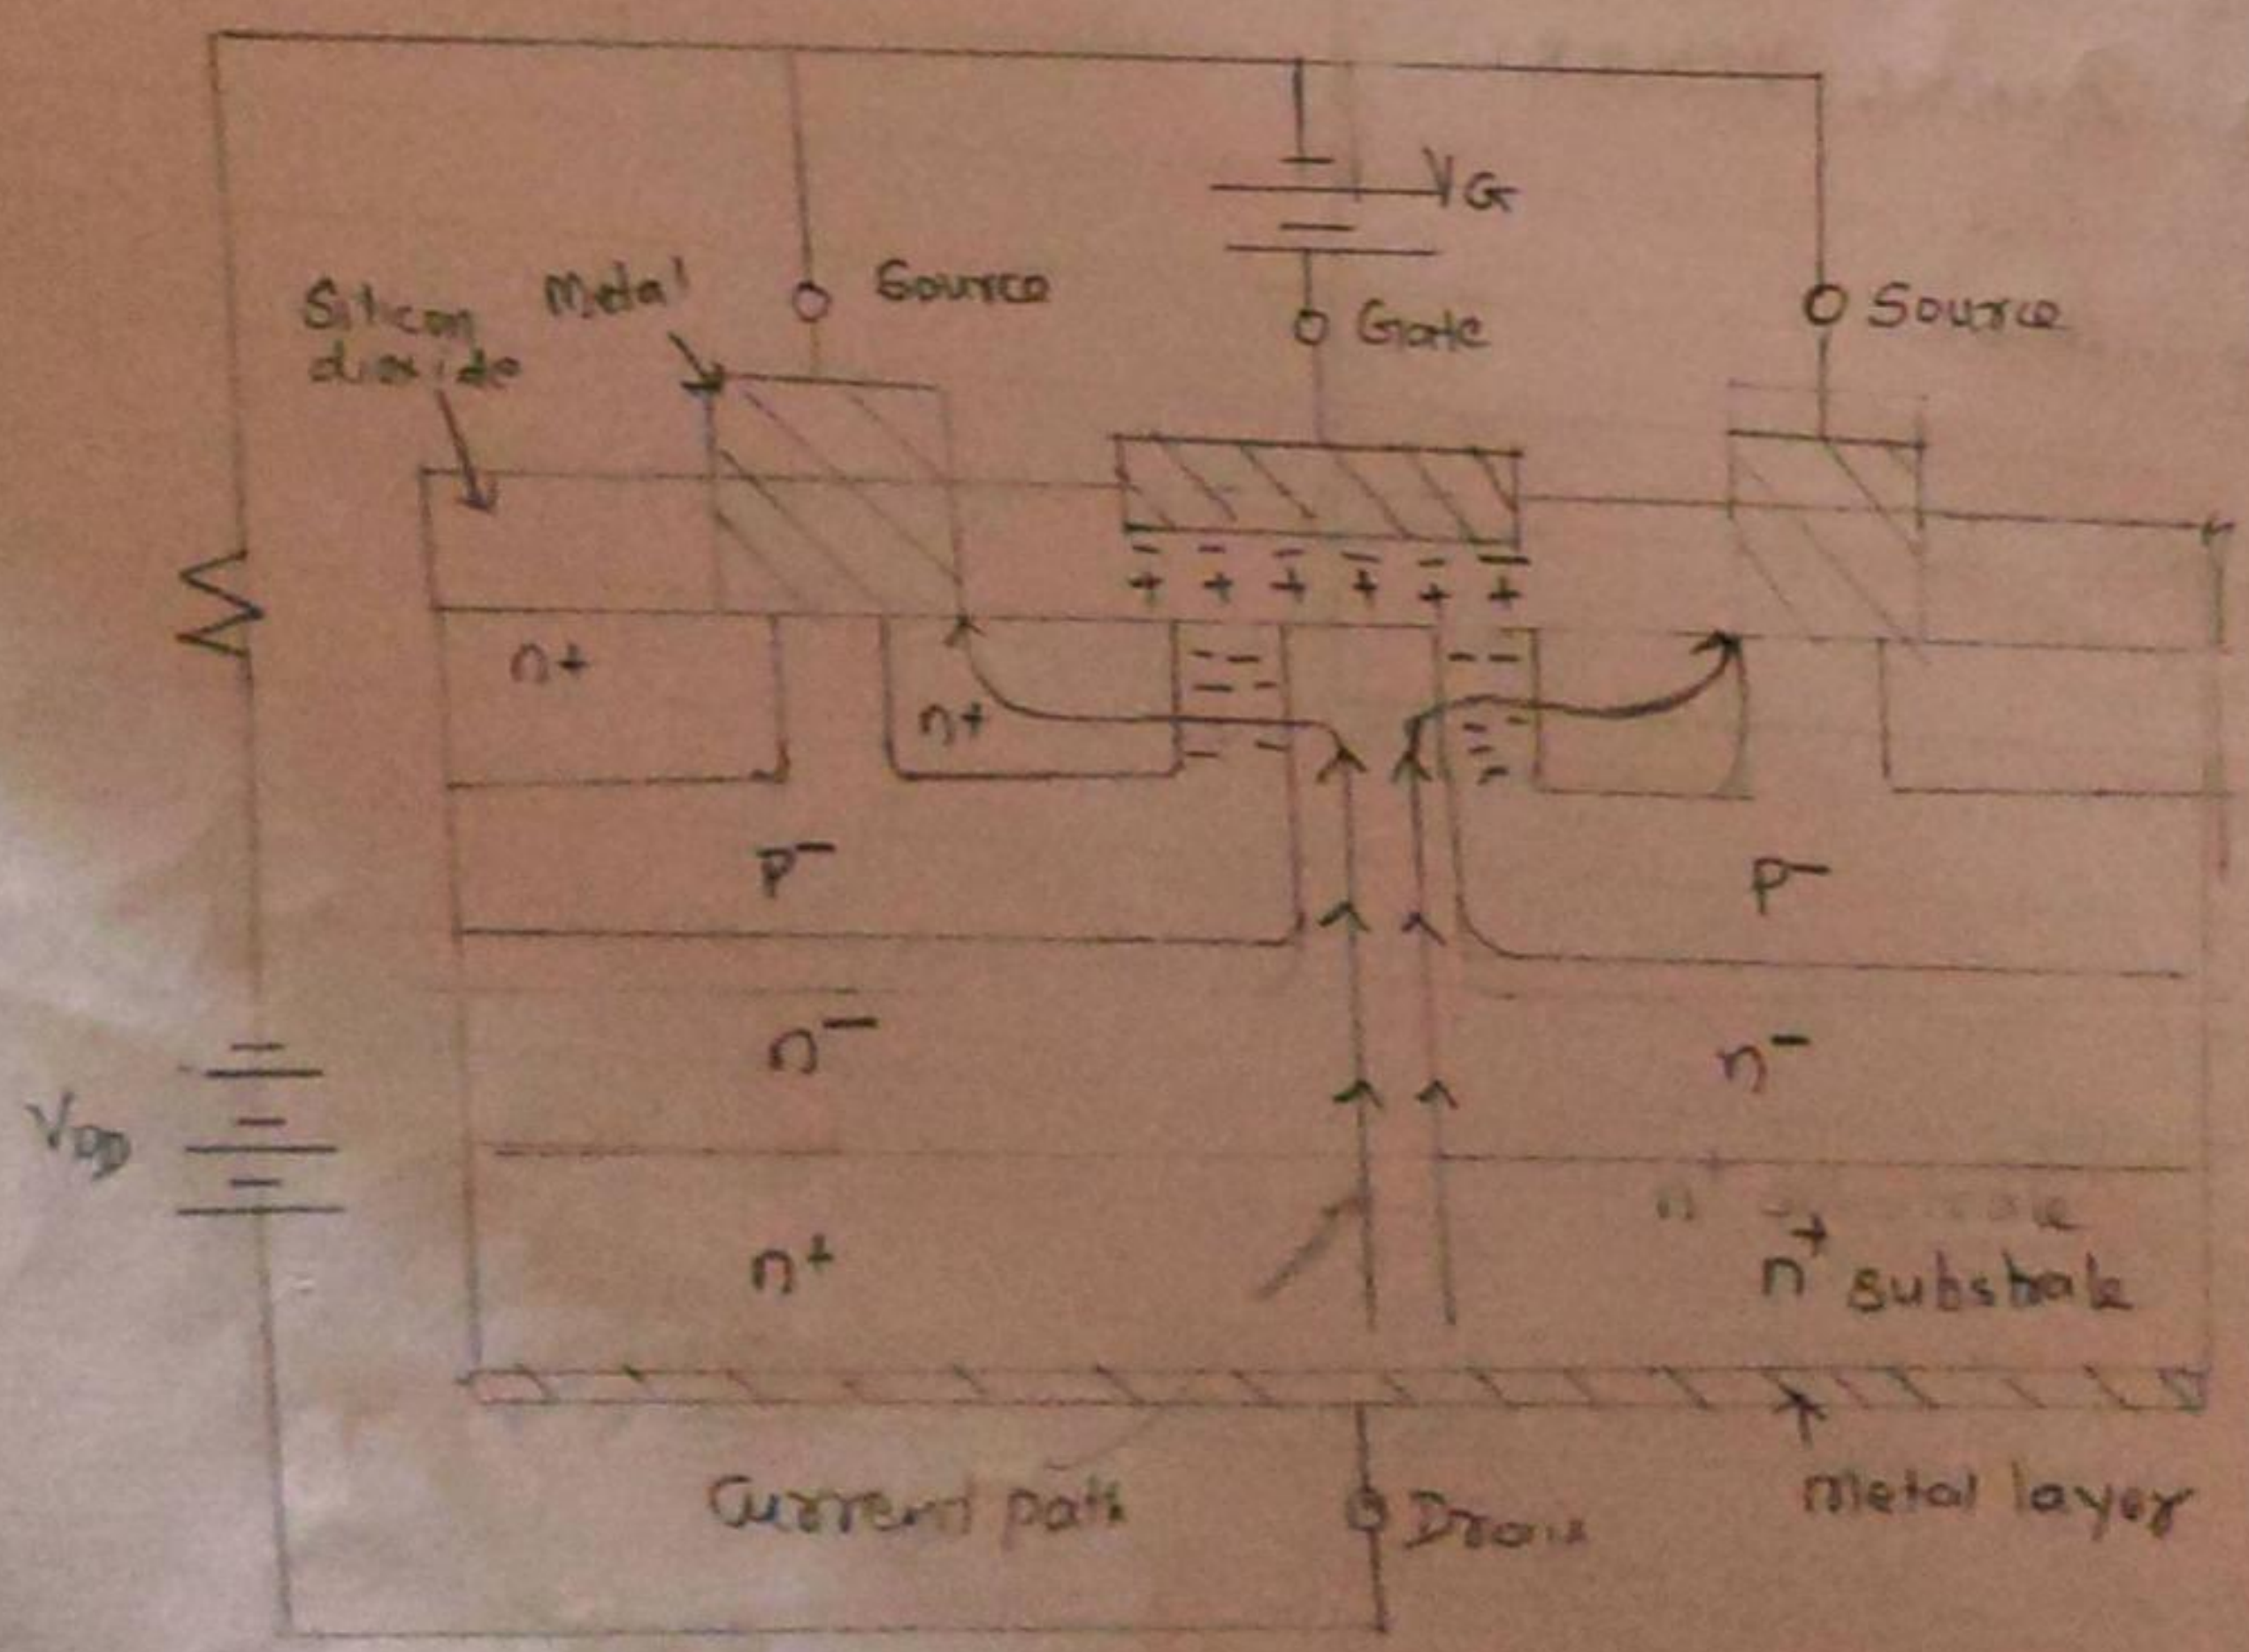 VG
Silicon
dioxide
Metal
Source
Gate
Source
n+
n+
p−
p−
n−
n−
VDD
n+
n+ substrate
Current path
Drain
Metal layer